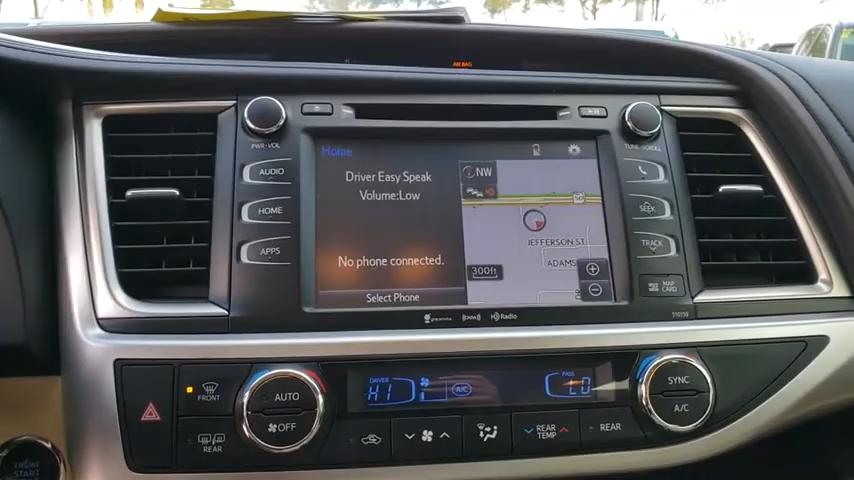 AIR BAG
PWR•VOL
TUNE•SCROLL
AUDIO
HOME
APPS
SEEK
TRACK
MAP CARD
Home
Driver Easy Speak
Volume:Low
No phone connected.
Select Phone
NW
JEFFERSON ST
ADAMS
300ft
gracenote
HD Radio
510159
FRONT
REAR
AUTO
OFF
DRIVER
HI
A/C
PASS
LO
SYNC
A/C
REAR TEMP
REAR
ENGINE
START